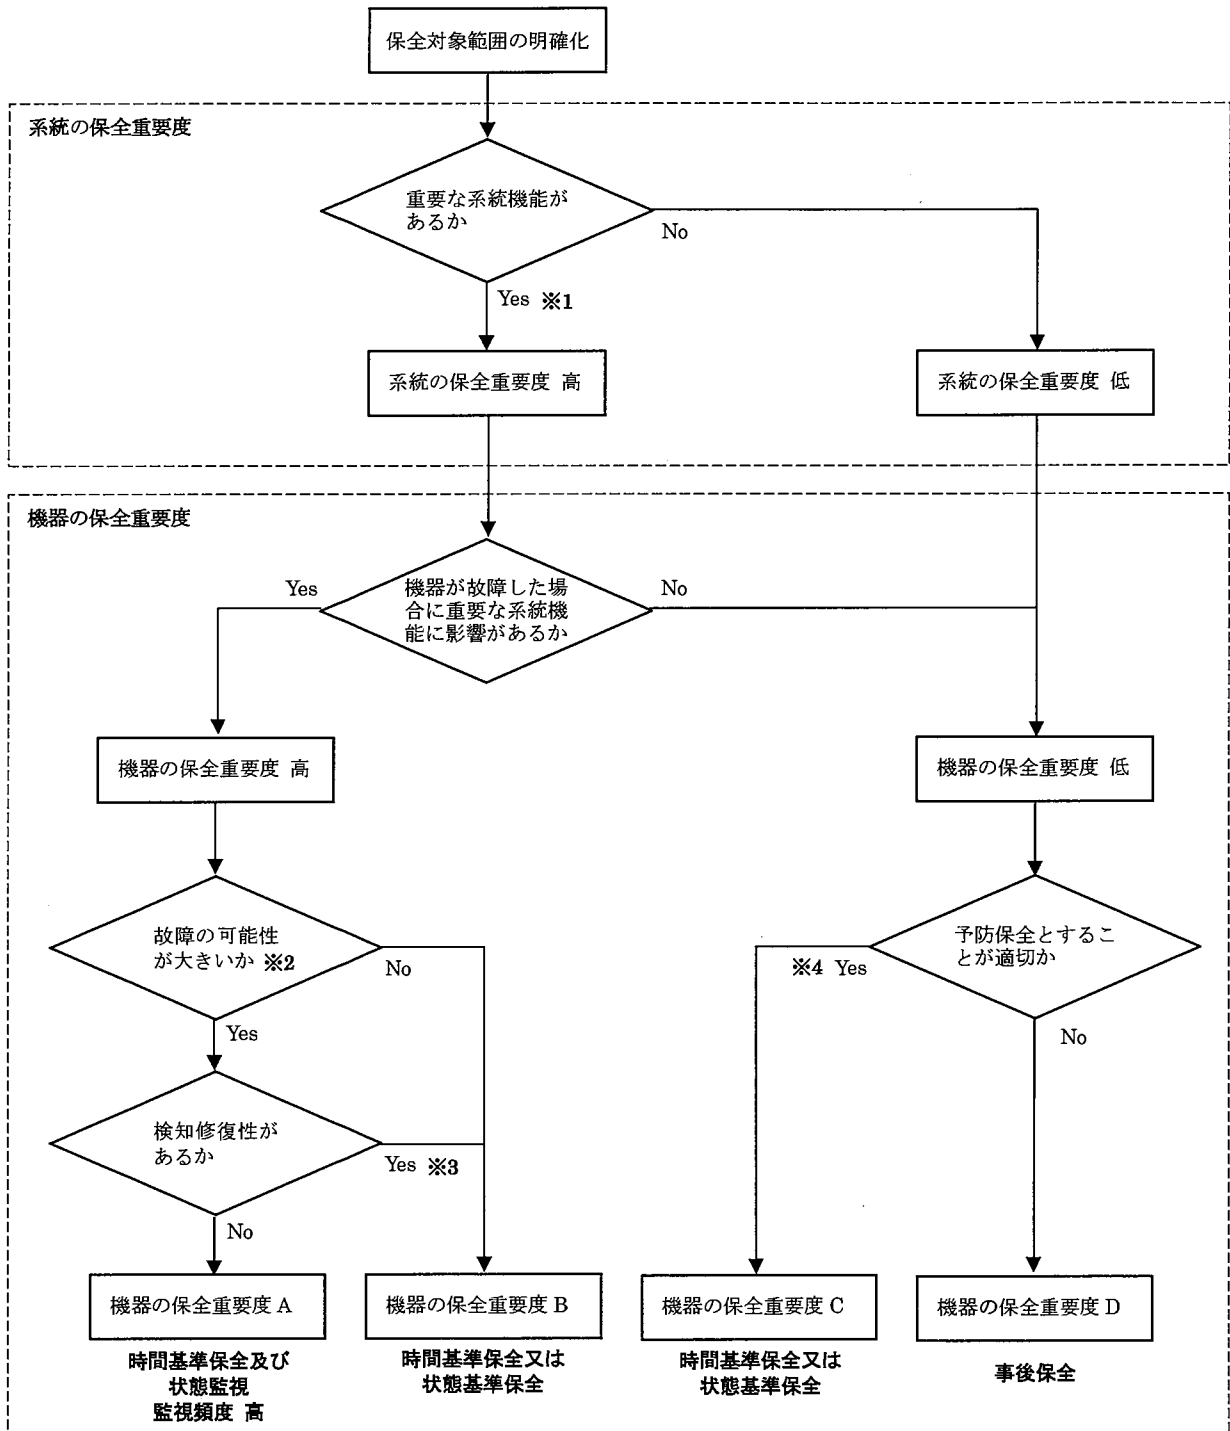 保全対象範囲の明確化
系統の保全重要度
重要な系統機能が
あるか
No
Yes ※1
系統の保全重要度 高
系統の保全重要度 低
機器の保全重要度
Yes
機器が故障した場
合に重要な系統機
能に影響があるか
No
機器の保全重要度 高
機器の保全重要度 低
故障の可能性
が大きいか ※2
No
Yes
予防保全とするこ
とが適切か
※4 Yes
No
検知修復性が
あるか
Yes ※3
No
機器の保全重要度 A
機器の保全重要度 B
機器の保全重要度 C
機器の保全重要度 D
時間基準保全及び
状態監視
監視頻度 高
時間基準保全又は
状態基準保全
時間基準保全又は
状態基準保全
事後保全